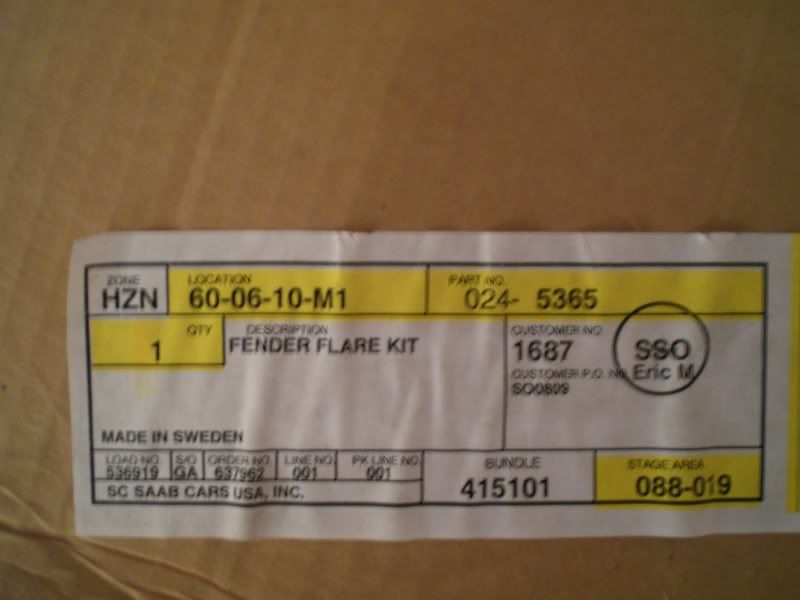 ZONE LOCATION PART NO.
HZN 60-06-10-M1 024- 5365
QTY DESCRIPTION CUSTOMER NO.
1 FENDER FLARE KIT 1687 SSO
CUSTOMER P.O. NO. Eric M
SO0809
MADE IN SWEDEN
LOAD NO. S/O ORDER NO. LINE NO. PK LINE NO. BUNDLE STAGE AREA
536919 GA 637962 001 001 415101 088-019
SC SAAB CARS USA, INC.